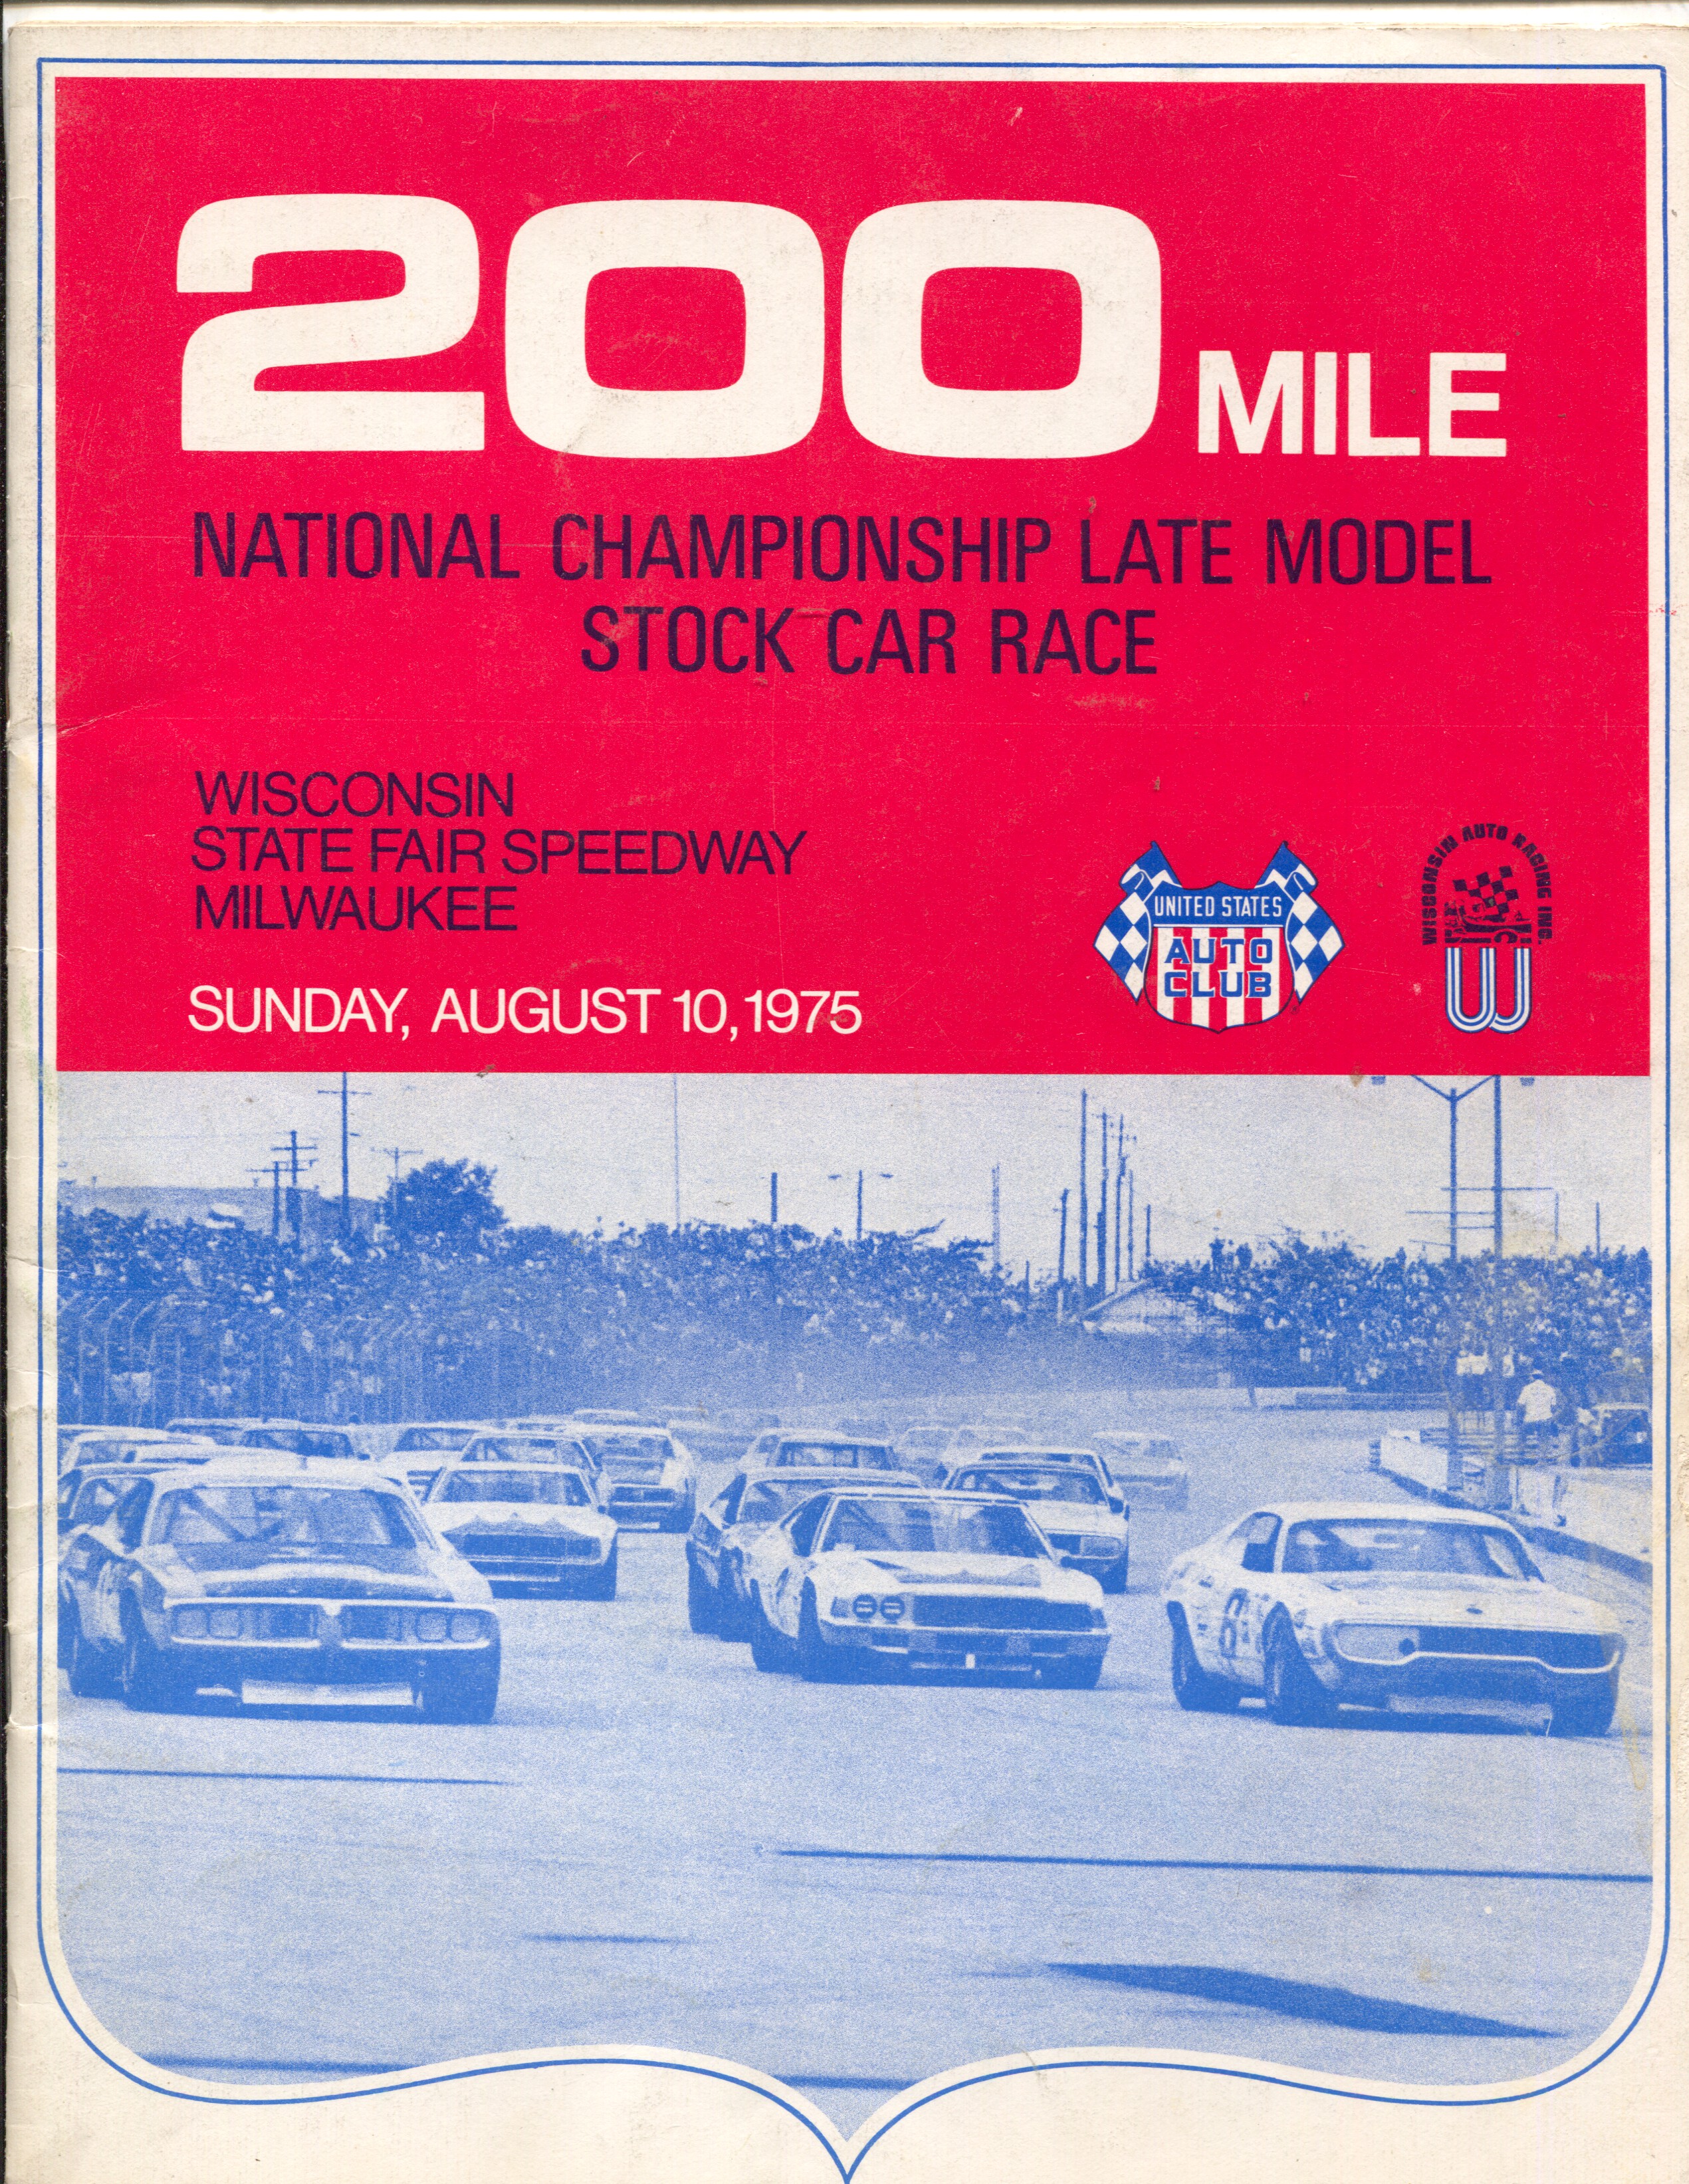 200 MILE
NATIONAL CHAMPIONSHIP LATE MODEL
STOCK CAR RACE
WISCONSIN
STATE FAIR SPEEDWAY
MILWAUKEE
SUNDAY, AUGUST 10, 1975
UNITED STATES
AUTO
CLUB
WISCONSIN AUTO RACING INC.
W
6